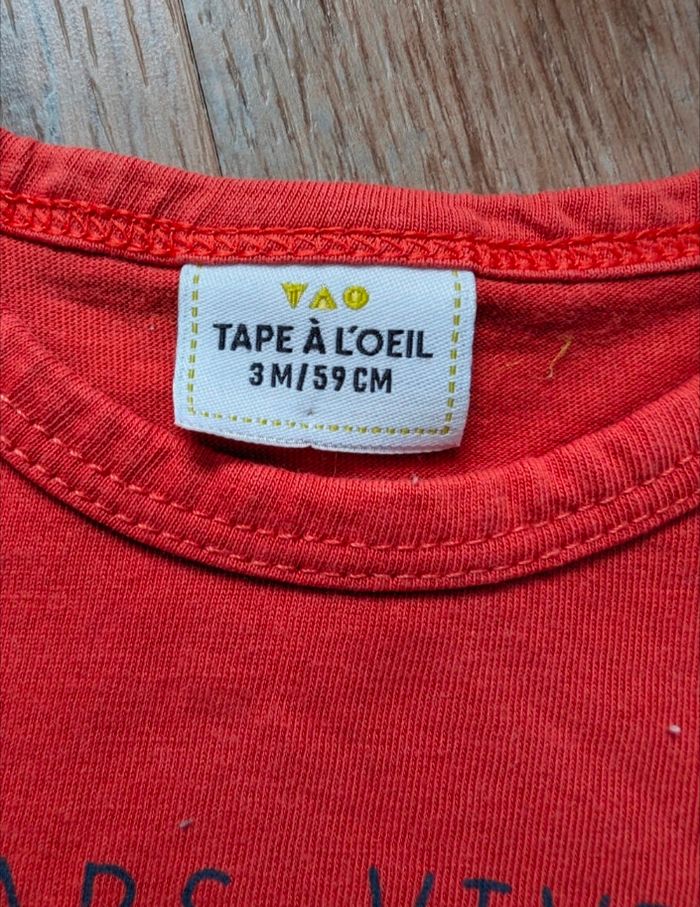 TAO
TAPE À L'OEIL
3 M/59 CM